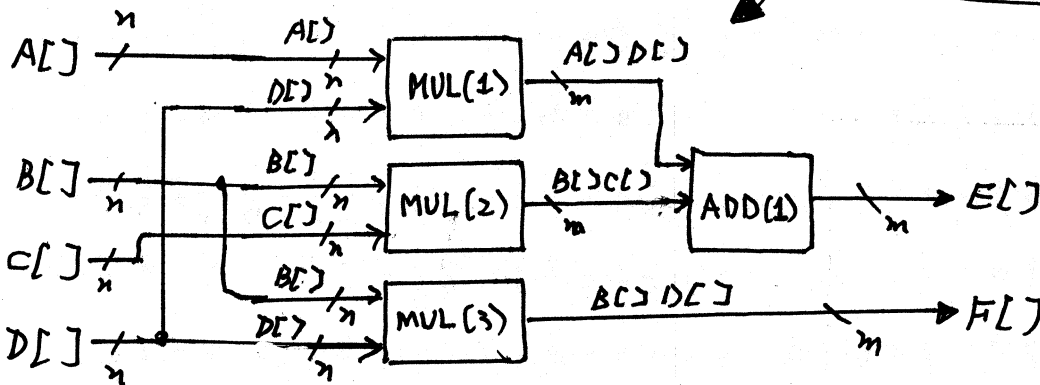 n
A[] A[] n MUL(1) A[]D[] m
D[] n
B[] n B[] n MUL(2) B[]C[] m ADD(1) m E[]
C[] n C[] n
B[] n MUL(3) B[]D[] m F[]
D[] n D[] n